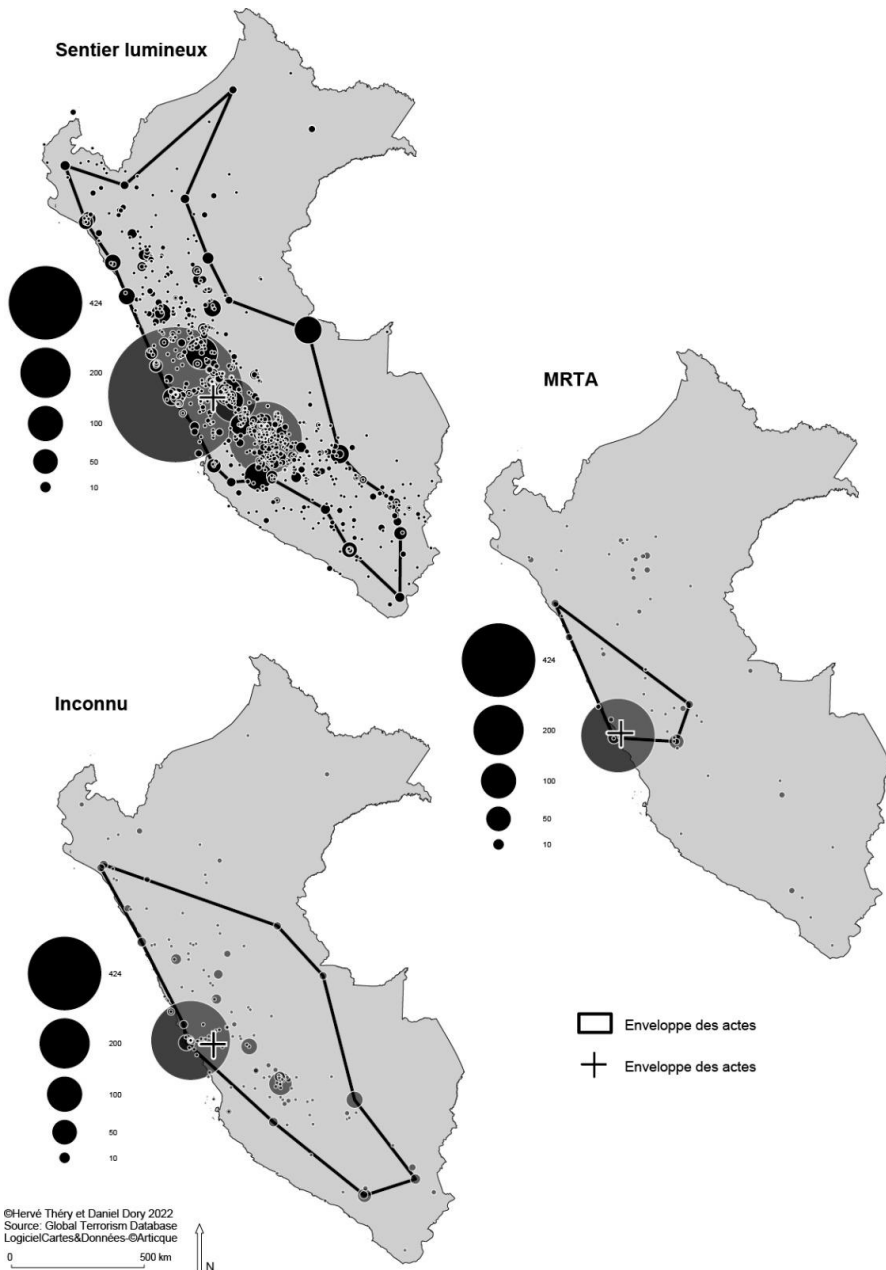 Sentier lumineux
424
200
100
50
10
MRTA
424
200
100
50
10
Inconnu
424
200
100
50
10
Enveloppe des actes
Enveloppe des actes
©Hervé Théry et Daniel Dory 2022
Source: Global Terrorism Database
LogicielCartes&Données-©Articque
0 500 km
N